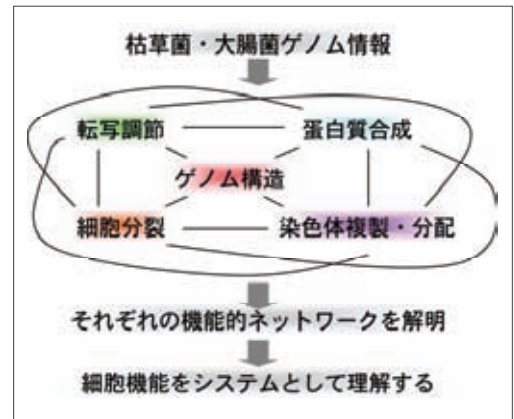 枯草菌・大腸菌ゲノム情報
転写調節
蛋白質合成
ゲノム構造
細胞分裂
染色体複製・分配
それぞれの機能的ネットワークを解明
細胞機能をシステムとして理解する